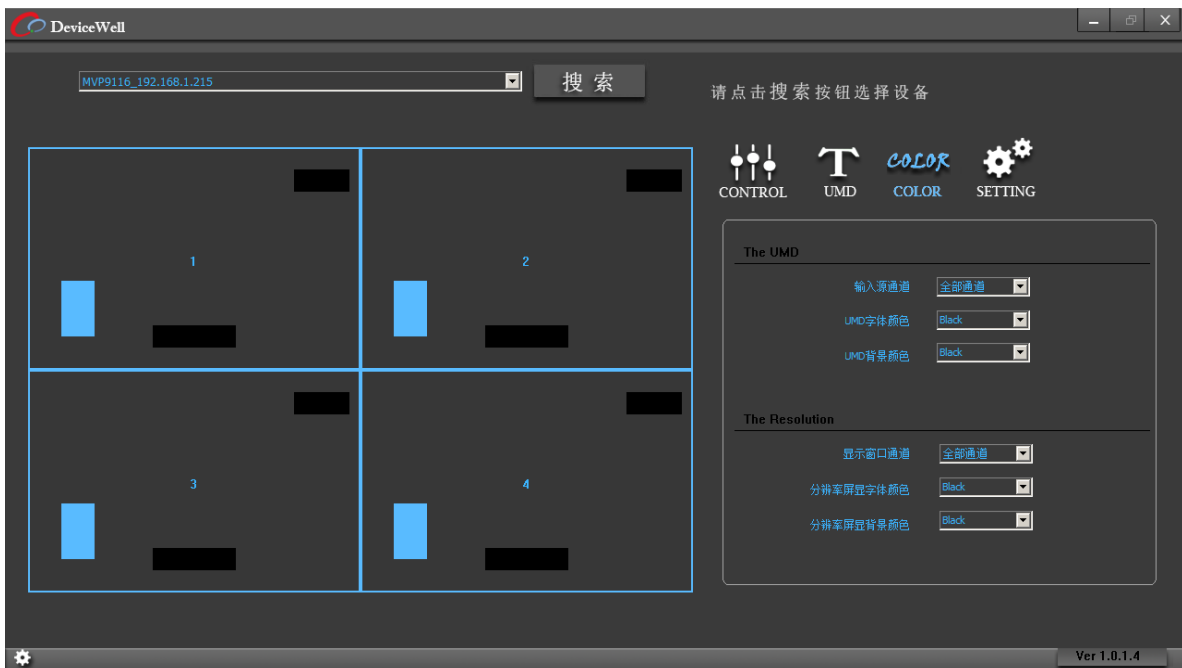 DeviceWell
MVP9116_192.168.1.215
搜索
请点击搜索按钮选择设备
COLOR
CONTROL UMD COLOR SETTING
1
2
3
4
The UMD
输入源通道 全部通道
UMD字体颜色 Black
UMD背景颜色 Black
The Resolution
显示窗口通道 全部通道
分辨率屏显字体颜色 Black
分辨率屏显背景颜色 Black
Ver 1.0.1.4